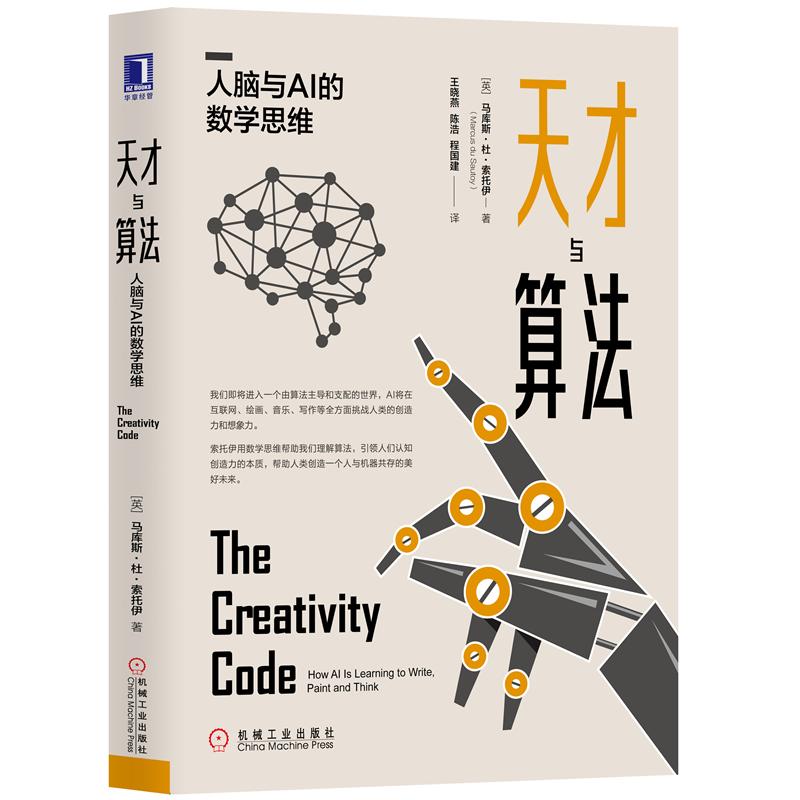 HZ BOOKS
华章经管
天才
与
算法
人脑与AI的数学思维
The
Creativity
Code
[英] 马库斯·杜·索托伊 著
机械工业出版社
China Machine Press
人脑与AI的
数学思维
[英] 马库斯·杜·索托伊 —— 著
(Marcus du Sautoy)
王晓燕 陈浩 程国建 —— 译
天才
与
算法
我们即将进入一个由算法主导和支配的世界，AI将在
互联网、绘画、音乐、写作等全方面挑战人类的创造
力和想象力。
索托伊用数学思维帮助我们理解算法，引领人们认知
创造力的本质，帮助人类创造一个人与机器共存的美
好未来。
The
Creativity
Code
How AI Is Learning to Write,
Paint and Think
机械工业出版社
China Machine Press